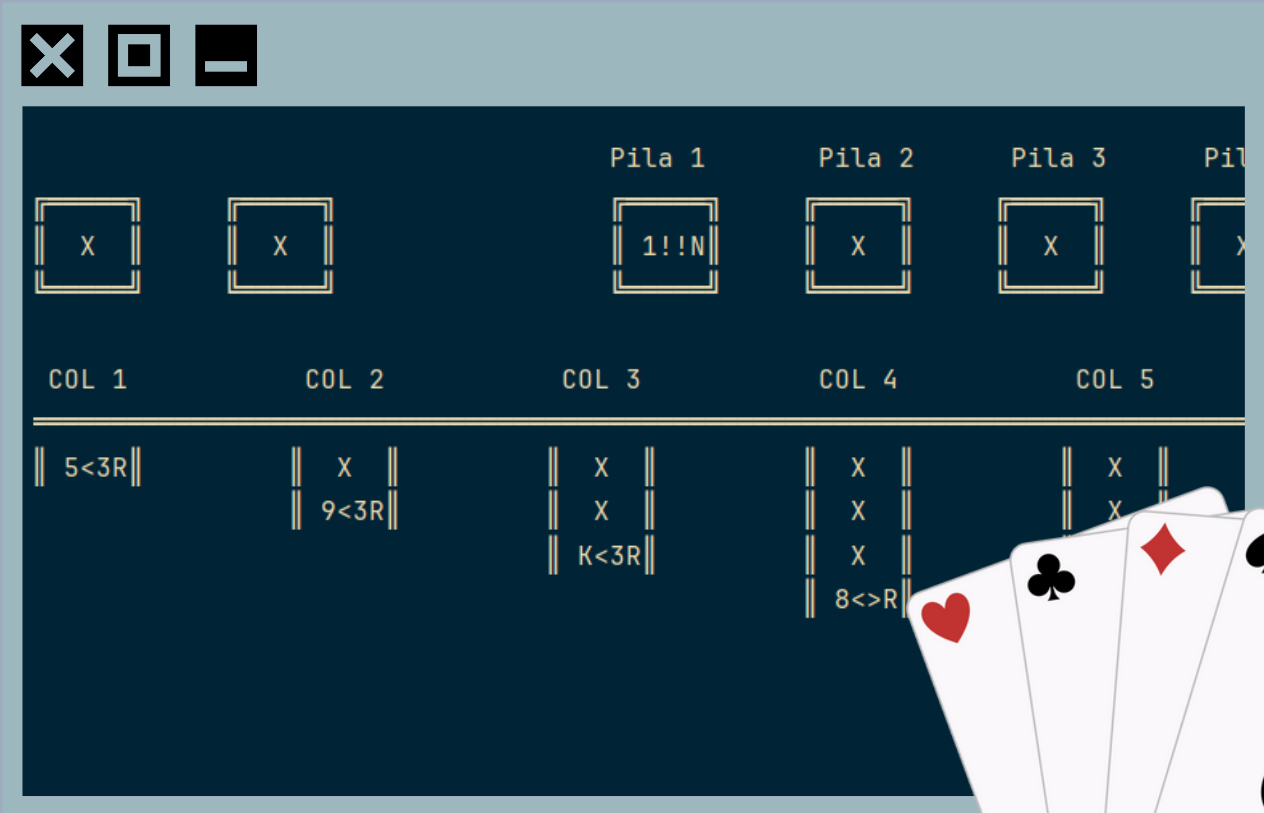 Pila 1 Pila 2 Pila 3 Pil
X X 1!!N X X X
COL 1 COL 2 COL 3 COL 4 COL 5
5<3R X X X X
9<3R X X X
K<3R X
8<>R